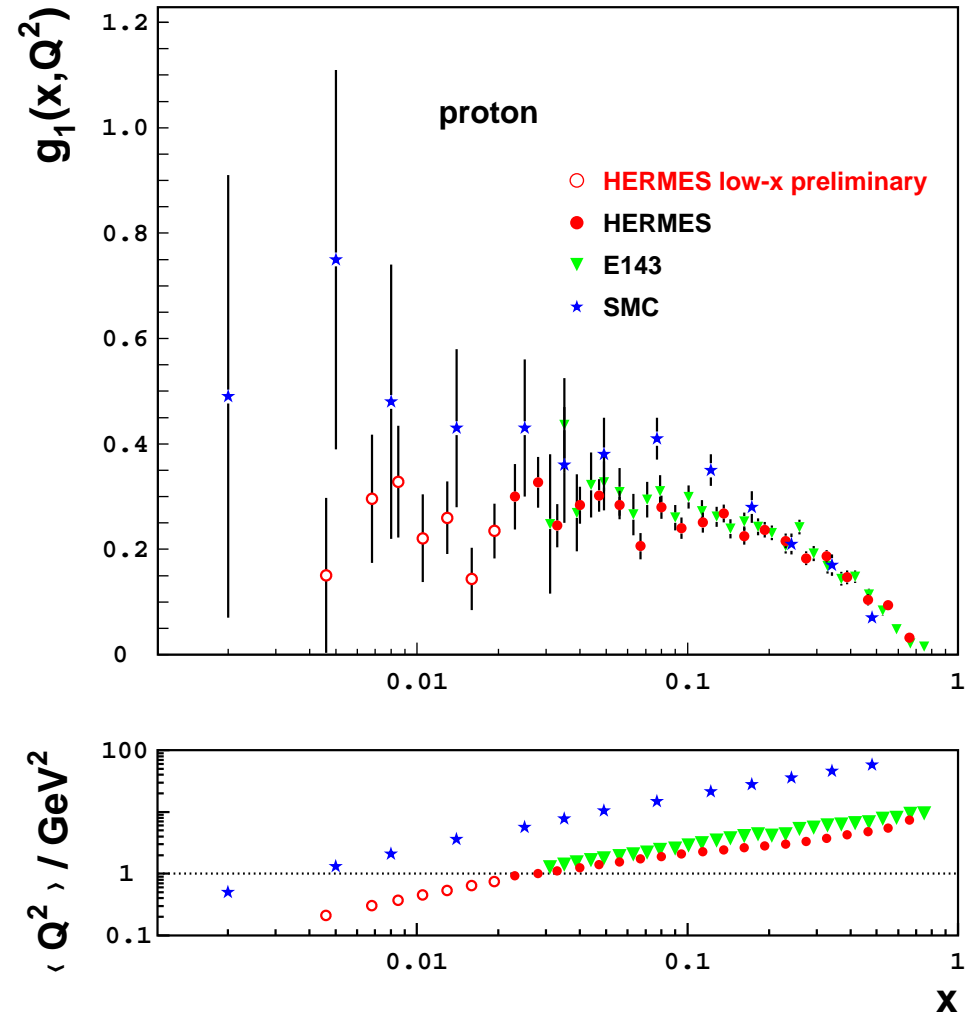 g₁(x,Q²)
1.2
1.0
0.8
0.6
0.4
0.2
0
proton
HERMES low-x preliminary
HERMES
E143
SMC
0.01
0.1
1
⟨ Q² ⟩ / GeV²
100
1
0.1
0.01
0.1
1
x